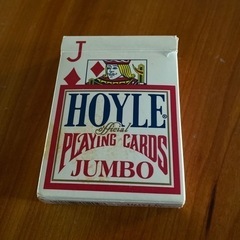 J
HOYLE®
official
PLAYING CARDS
JUMBO